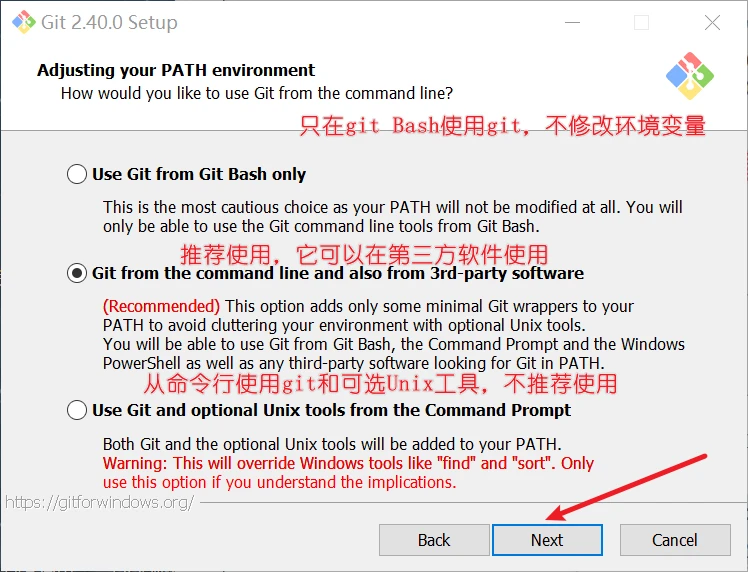 Git 2.40.0 Setup
Adjusting your PATH environment
How would you like to use Git from the command line?
只在git Bash使用git，不修改环境变量
Use Git from Git Bash only
This is the most cautious choice as your PATH will not be modified at all. You will
only be able to use the Git command line tools from Git Bash.
推荐使用，它可以在第三方软件使用
Git from the command line and also from 3rd-party software
(Recommended) This option adds only some minimal Git wrappers to your
PATH to avoid cluttering your environment with optional Unix tools.
You will be able to use Git from Git Bash, the Command Prompt and the Windows
PowerShell as well as any third-party software looking for Git in PATH.
从命令行使用git和可选Unix工具，不推荐使用
Use Git and optional Unix tools from the Command Prompt
Both Git and the optional Unix tools will be added to your PATH.
Warning: This will override Windows tools like "find" and "sort". Only
use this option if you understand the implications.
https://gitforwindows.org/
Back
Next
Cancel